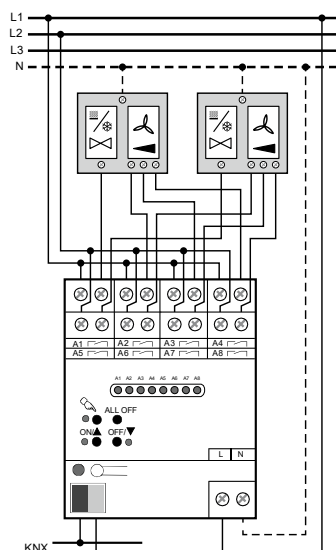 L1
L2
L3
N
A1 A2 A3 A4
A5 A6 A7 A8
A1 A2 A3 A4 A5 A6 A7 A8
ALL OFF
ON/▲ OFF/▼
L N
KNX